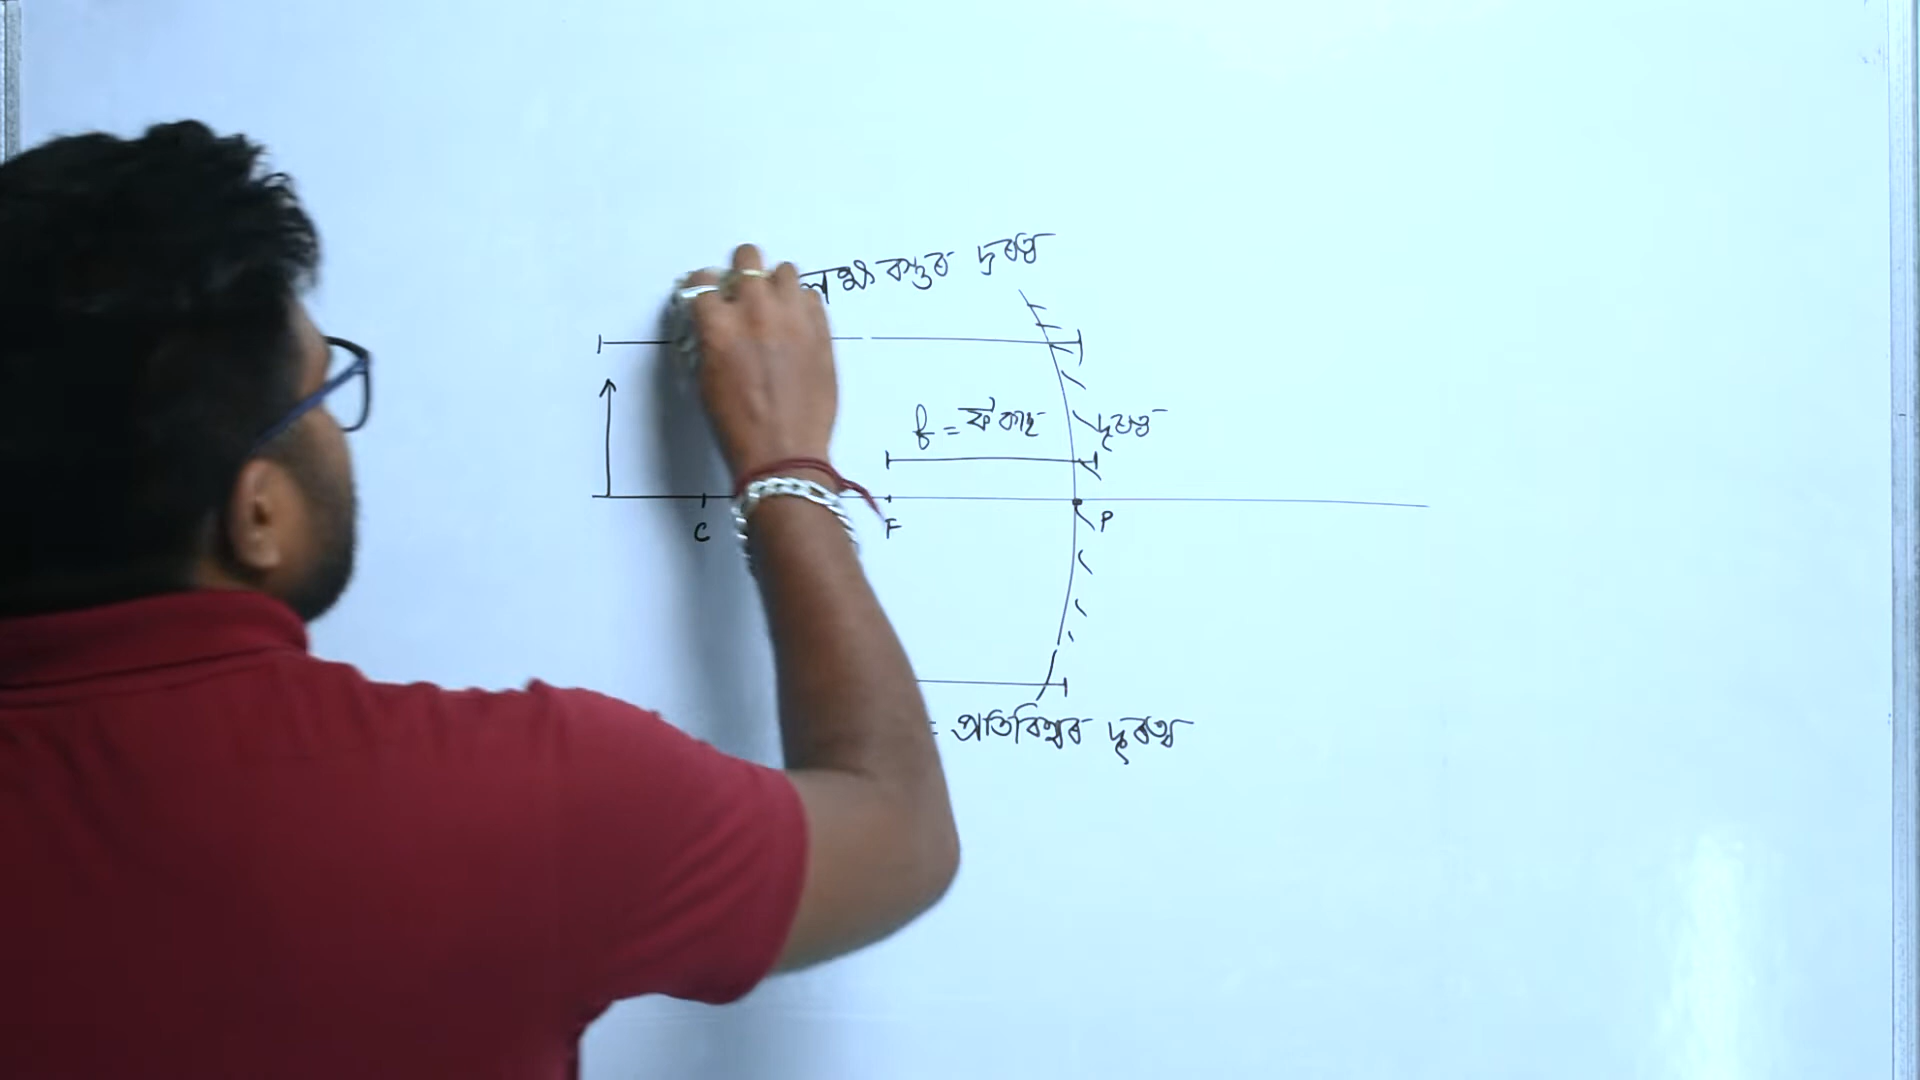 লক্ষ্যবস্তুৰ দূৰত্ব
f = ফ'কাছ দূৰত্ব
C F P
= প্ৰতিবিম্বৰ দূৰত্ব